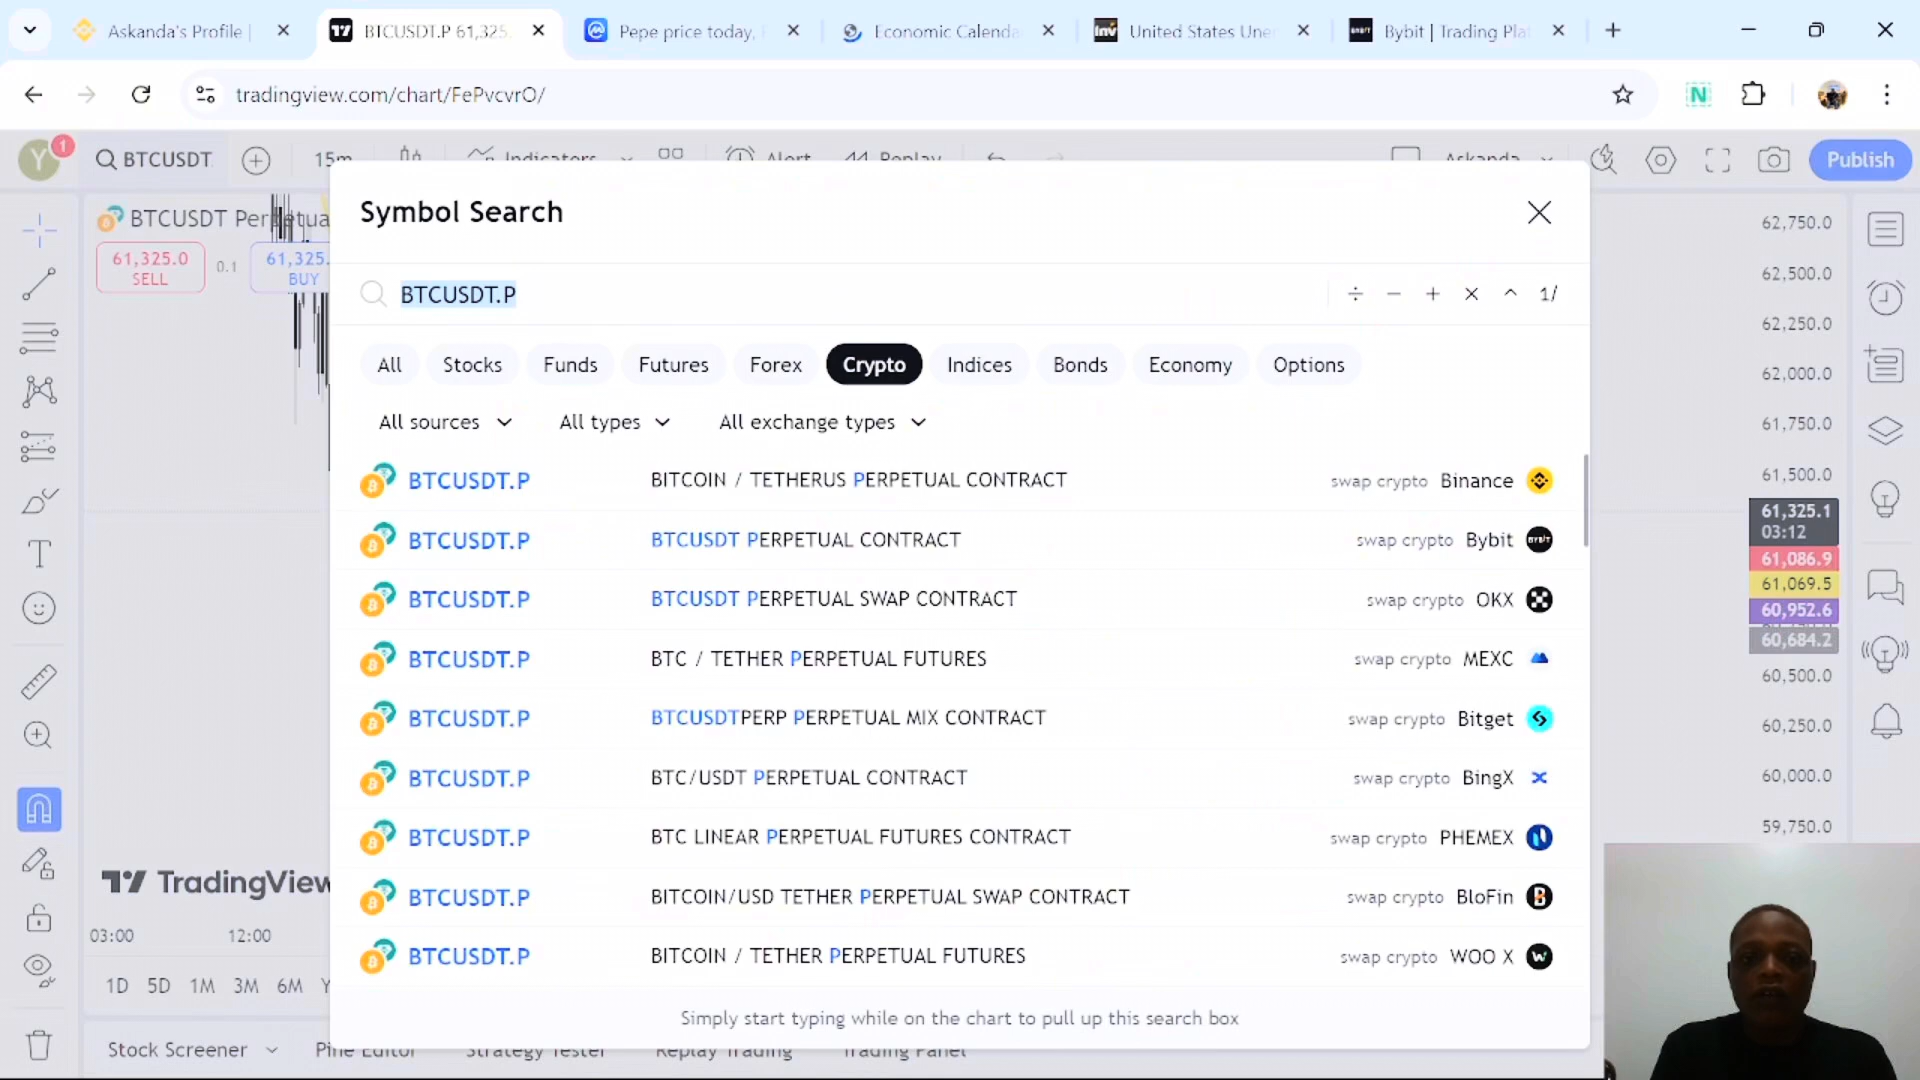 Askanda's Profile |
BTCUSDT.P 61,325.
Pepe price today,
Economic Calenda
United States Une
Bybit | Trading Pla
tradingview.com/chart/FePvcvrO/
Y
1
BTCUSDT
15m
Indicators
Alert
Replay
Askanda
Publish
BTCUSDT Perpetua
61,325.0
SELL
0.1
61,325.
BUY
Symbol Search
BTCUSDT.P
÷ − + × ^ 1/
All
Stocks
Funds
Futures
Forex
Crypto
Indices
Bonds
Economy
Options
All sources
All types
All exchange types
BTCUSDT.P BITCOIN / TETHERUS PERPETUAL CONTRACT swap crypto Binance
BTCUSDT.P BTCUSDT PERPETUAL CONTRACT swap crypto Bybit
BTCUSDT.P BTCUSDT PERPETUAL SWAP CONTRACT swap crypto OKX
BTCUSDT.P BTC / TETHER PERPETUAL FUTURES swap crypto MEXC
BTCUSDT.P BTCUSDTPERP PERPETUAL MIX CONTRACT swap crypto Bitget
BTCUSDT.P BTC/USDT PERPETUAL CONTRACT swap crypto BingX
BTCUSDT.P BTC LINEAR PERPETUAL FUTURES CONTRACT swap crypto PHEMEX
BTCUSDT.P BITCOIN/USD TETHER PERPETUAL SWAP CONTRACT swap crypto BloFin
BTCUSDT.P BITCOIN / TETHER PERPETUAL FUTURES swap crypto WOO X
Simply start typing while on the chart to pull up this search box
62,750.0
62,500.0
62,250.0
62,000.0
61,750.0
61,500.0
61,325.1
03:12
61,086.9
61,069.5
60,952.6
60,684.2
60,500.0
60,250.0
60,000.0
59,750.0
TradingView
03:00
12:00
1D 5D 1M 3M 6M Y
Stock Screener
Pine Editor
Strategy Tester
Replay Trading
Trading Panel